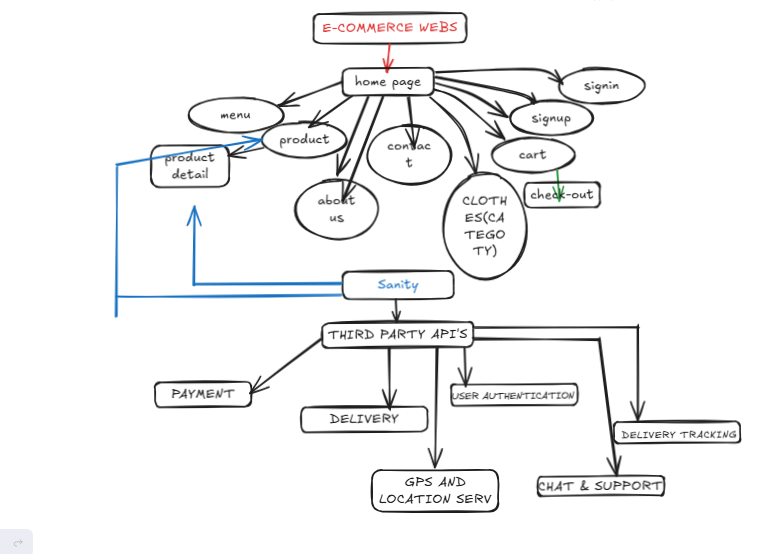 E-COMMERCE WEBS
home page
signin
menu
signup
product
contac
t
cart
product
detail
check-out
about
us
CLOTH
ES(CA
TEGO
TY)
Sanity
THIRD PARTY API'S
PAYMENT
USER AUTHENTICATION
DELIVERY
DELIVERY TRACKING
GPS AND
LOCATION SERV
CHAT & SUPPORT